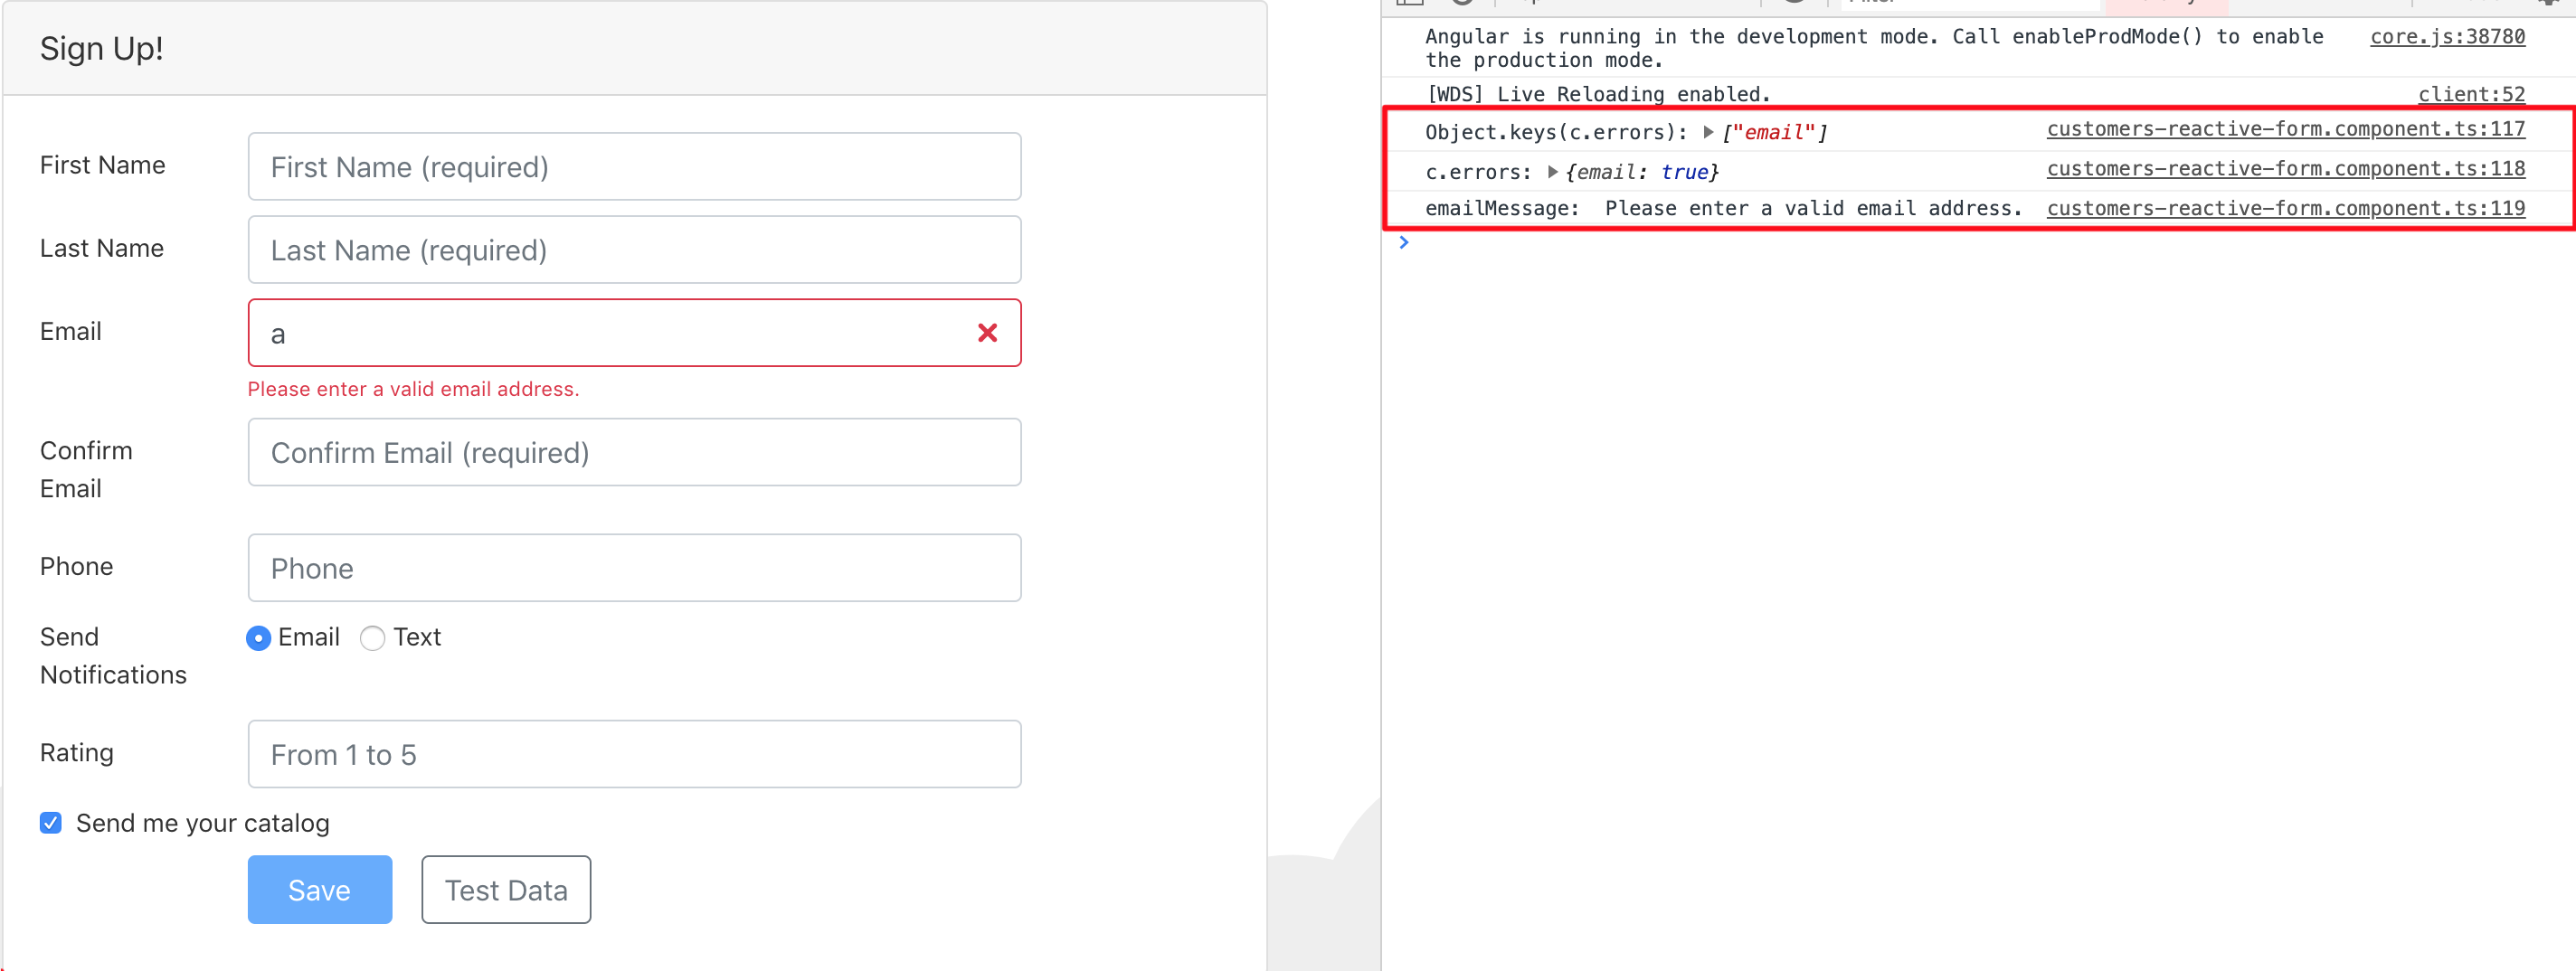 Sign Up!
First Name
First Name (required)
Last Name
Last Name (required)
Email
a
Please enter a valid email address.
Confirm
Email
Confirm Email (required)
Phone
Phone
Send
Notifications
Email
Text
Rating
From 1 to 5
Send me your catalog
Save
Test Data
Angular is running in the development mode. Call enableProdMode() to enable core.js:38780
the production mode.
[WDS] Live Reloading enabled. client:52
Object.keys(c.errors): ▶ ["email"] customers-reactive-form.component.ts:117
c.errors: ▶ {email: true} customers-reactive-form.component.ts:118
emailMessage:  Please enter a valid email address. customers-reactive-form.component.ts:119